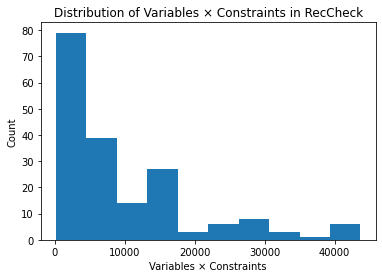 Distribution of Variables × Constraints in RecCheck
80
70
60
50
40
30
20
10
0
Count
0 10000 20000 30000 40000
Variables × Constraints